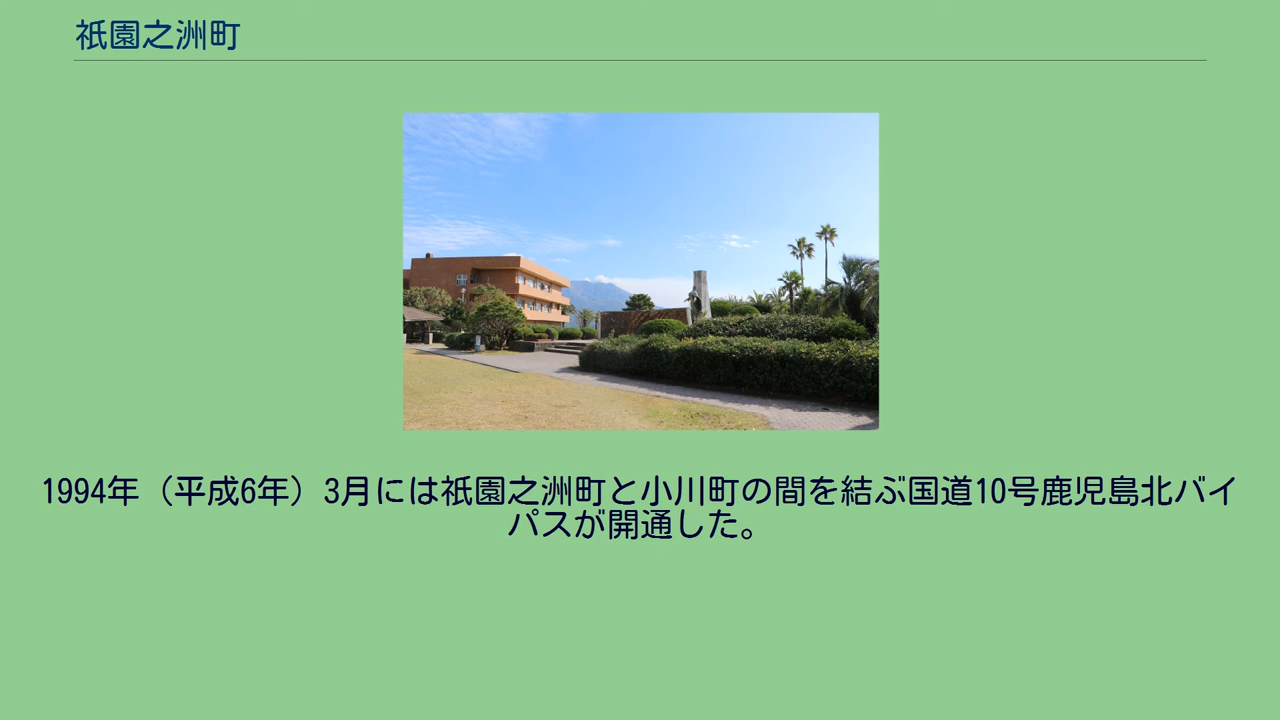 祇園之洲町
1994年（平成6年）3月には祇園之洲町と小川町の間を結ぶ国道10号鹿児島北バイ
パスが開通した。